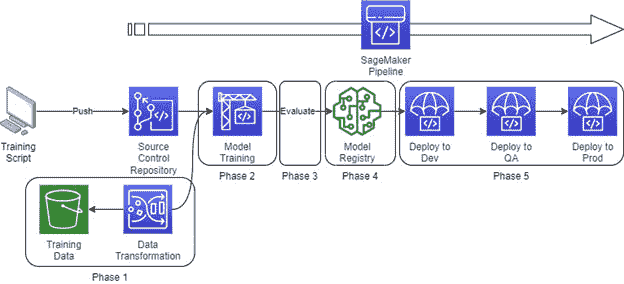 SageMaker
Pipeline
Training
Script
Push
Source
Control
Repository
Model
Training
Evaluate
Model
Registry
Deploy to
Dev
Deploy to
QA
Deploy to
Prod
Phase 2
Phase 3
Phase 4
Phase 5
Training
Data
Data
Transformation
Phase 1